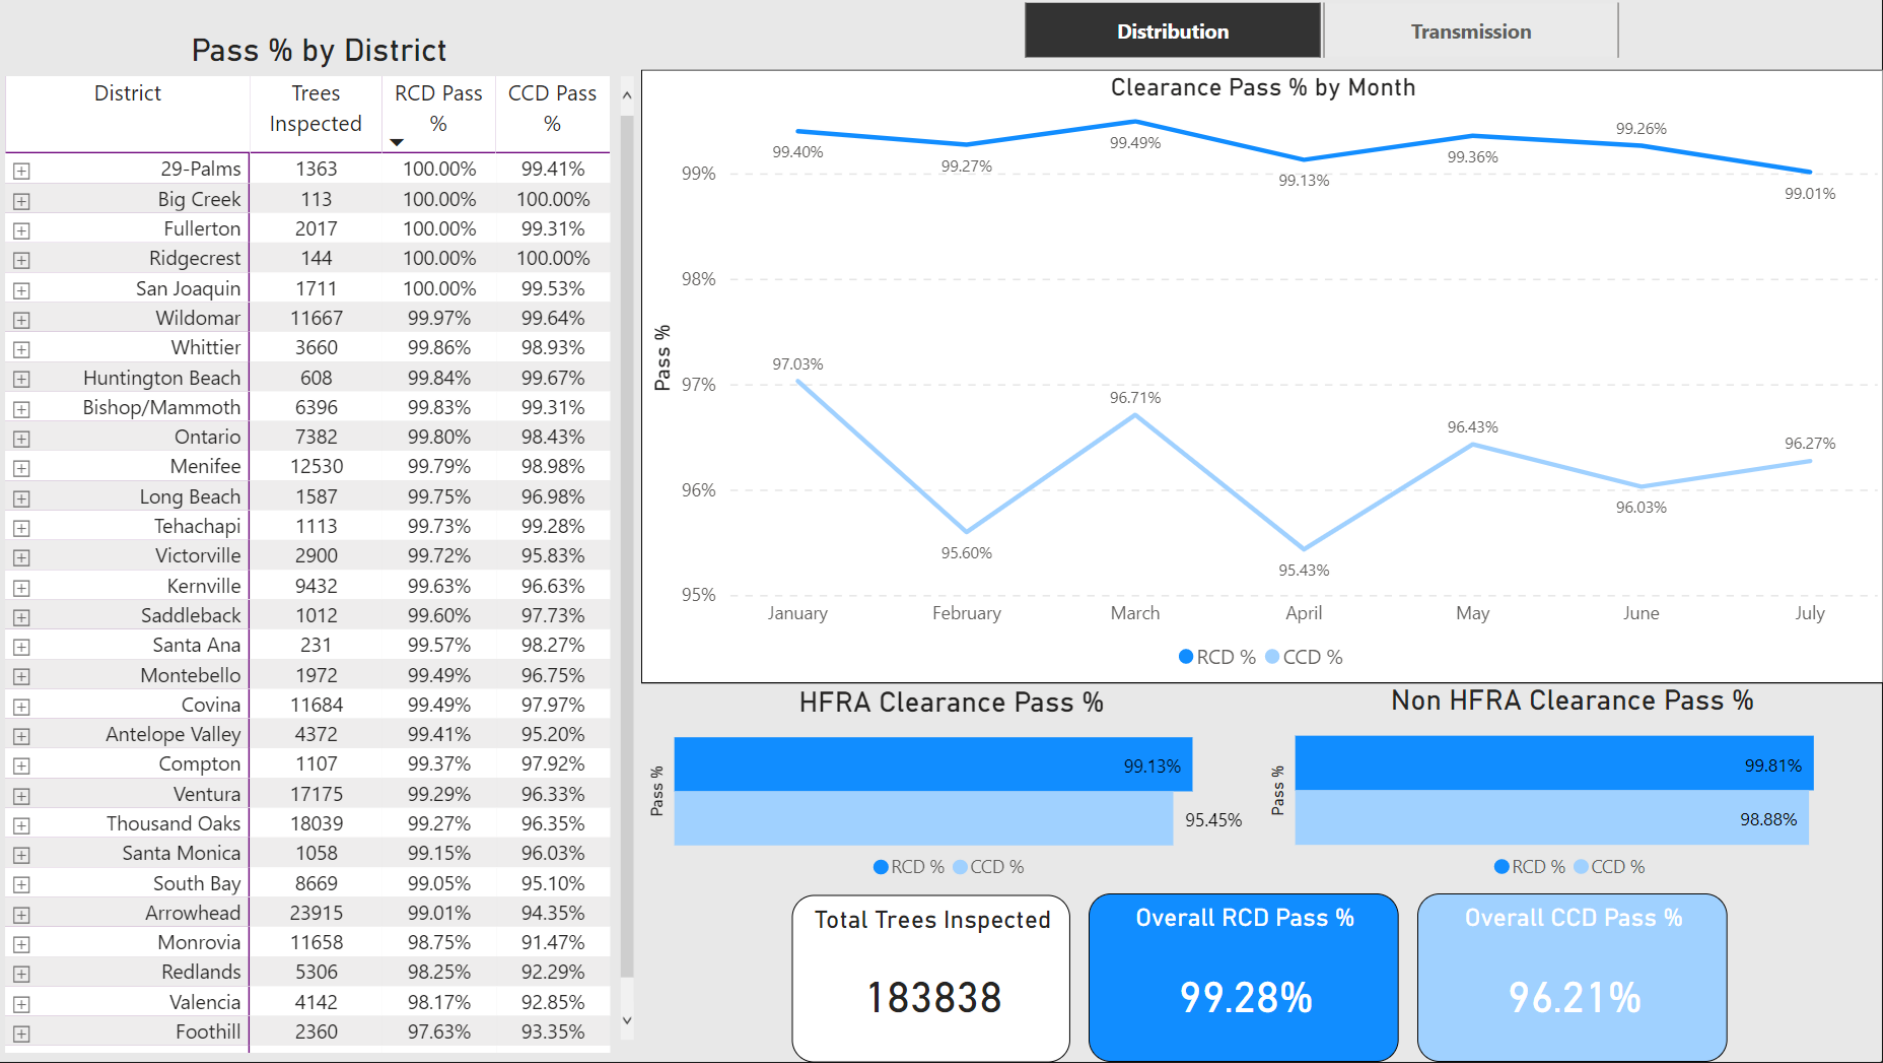 Distribution
Transmission
Pass % by District
District Trees Inspected RCD Pass % CCD Pass %
29-Palms 1363 100.00% 99.41%
Big Creek 113 100.00% 100.00%
Fullerton 2017 100.00% 99.31%
Ridgecrest 144 100.00% 100.00%
San Joaquin 1711 100.00% 99.53%
Wildomar 11667 99.97% 99.64%
Whittier 3660 99.86% 98.93%
Huntington Beach 608 99.84% 99.67%
Bishop/Mammoth 6396 99.83% 99.31%
Ontario 7382 99.80% 98.43%
Menifee 12530 99.79% 98.98%
Long Beach 1587 99.75% 96.98%
Tehachapi 1113 99.73% 99.28%
Victorville 2900 99.72% 95.83%
Kernville 9432 99.63% 96.63%
Saddleback 1012 99.60% 97.73%
Santa Ana 231 99.57% 98.27%
Montebello 1972 99.49% 96.75%
Covina 11684 99.49% 97.97%
Antelope Valley 4372 99.41% 95.20%
Compton 1107 99.37% 97.92%
Ventura 17175 99.29% 96.33%
Thousand Oaks 18039 99.27% 96.35%
Santa Monica 1058 99.15% 96.03%
South Bay 8669 99.05% 95.10%
Arrowhead 23915 99.01% 94.35%
Monrovia 11658 98.75% 91.47%
Redlands 5306 98.25% 92.29%
Valencia 4142 98.17% 92.85%
Foothill 2360 97.63% 93.35%
Clearance Pass % by Month
Pass %
99%
98%
97%
96%
95%
99.40% 99.27% 99.49% 99.13% 99.36% 99.26% 99.01%
97.03% 95.60% 96.71% 95.43% 96.43% 96.03% 96.27%
January February March April May June July
RCD % CCD %
HFRA Clearance Pass %
Pass %
99.13%
95.45%
RCD % CCD %
Non HFRA Clearance Pass %
Pass %
99.81%
98.88%
RCD % CCD %
Total Trees Inspected
183838
Overall RCD Pass %
99.28%
Overall CCD Pass %
96.21%